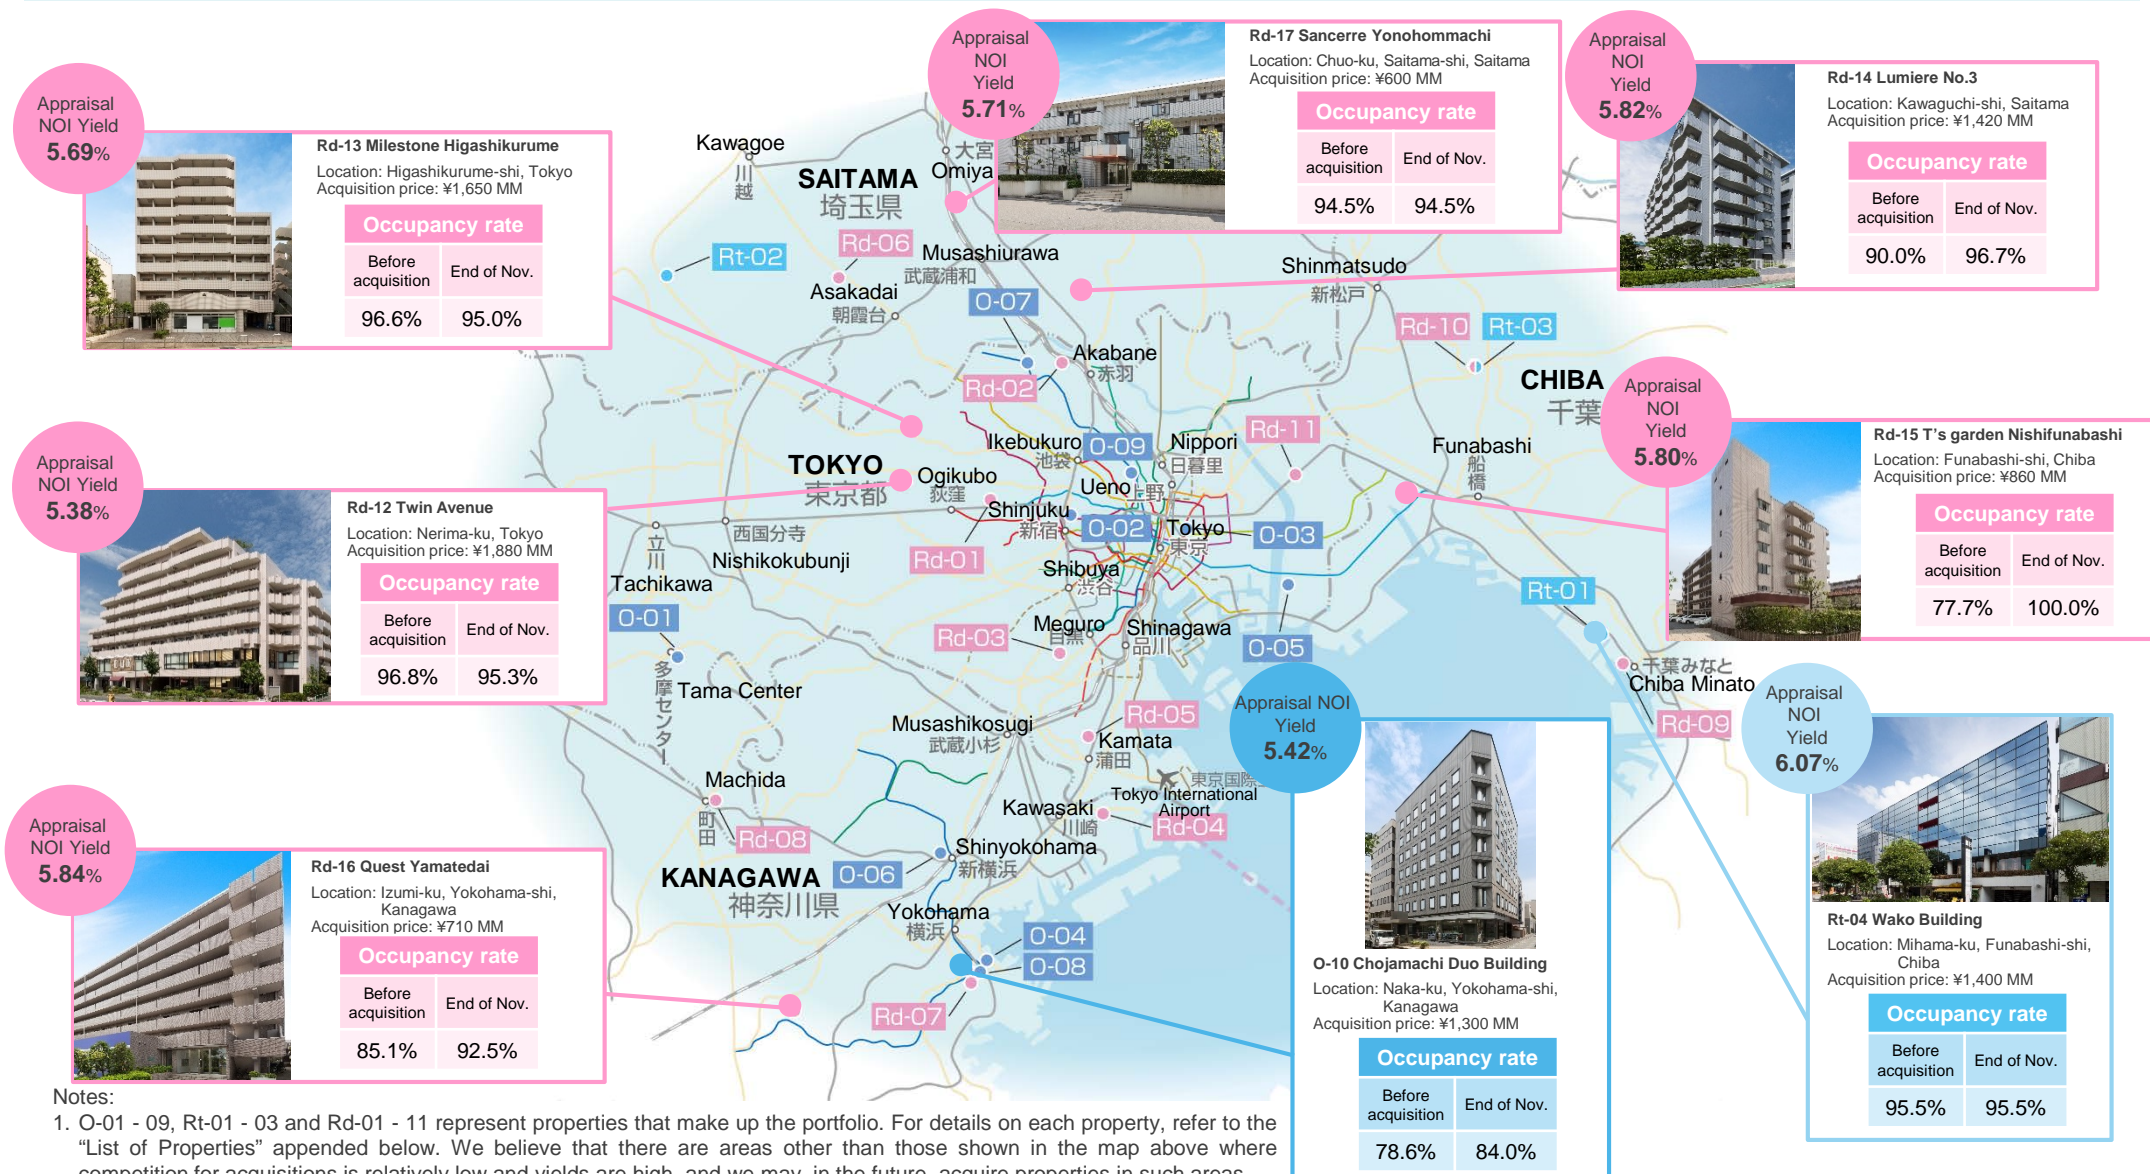 Appraisal
NOI Yield
5.69%
Rd-13 Milestone Higashikurume
Location: Higashikurume-shi, Tokyo
Acquisition price: ¥1,650 MM
Occupancy rate
Before
acquisition
End of Nov.
96.6%
95.0%
Appraisal
NOI
Yield
5.71%
Rd-17 Sancerre Yonohommachi
Location: Chuo-ku, Saitama-shi, Saitama
Acquisition price: ¥600 MM
Occupancy rate
Before
acquisition
End of Nov.
94.5%
94.5%
Appraisal
NOI
Yield
5.82%
Rd-14 Lumiere No.3
Location: Kawaguchi-shi, Saitama
Acquisition price: ¥1,420 MM
Occupancy rate
Before
acquisition
End of Nov.
90.0%
96.7%
Kawagoe
川越
大宮
Omiya
SAITAMA
埼玉県
Rt-02
Rd-06
Musashiurawa
武蔵浦和
Asakadai
朝霞台
O-07
Shinmatsudo
新松戸
Rd-10
Rt-03
Akabane
赤羽
Rd-02
CHIBA
千葉
Appraisal
NOI
Yield
5.80%
Rd-15 T's garden Nishifunabashi
Location: Funabashi-shi, Chiba
Acquisition price: ¥860 MM
Occupancy rate
Before
acquisition
End of Nov.
77.7%
100.0%
Appraisal
NOI Yield
5.38%
Rd-12 Twin Avenue
Location: Nerima-ku, Tokyo
Acquisition price: ¥1,880 MM
Occupancy rate
Before
acquisition
End of Nov.
96.8%
95.3%
Ikebukuro
池袋
O-09
Nippori
日暮里
Rd-11
Funabashi
船橋
TOKYO
東京都
Ogikubo
荻窪
Ueno
上野
Shinjuku
新宿
O-02
Tokyo
東京
O-03
立川
Tachikawa
西国分寺
Nishikokubunji
Rd-01
Shibuya
渋谷
Rt-01
O-01
Rd-03
Meguro
目黒
Shinagawa
品川
O-05
多摩センター
Tama Center
千葉みなと
Chiba Minato
Rd-09
Musashikosugi
武蔵小杉
Rd-05
Kamata
蒲田
東京国際
Tokyo International
Airport
Machida
町田
Rd-08
Kawasaki
川崎
Rd-04
Shinyokohama
新横浜
O-06
KANAGAWA
神奈川県
Yokohama
横浜
O-04
O-08
Rd-07
Appraisal
NOI Yield
5.84%
Rd-16 Quest Yamatedai
Location: Izumi-ku, Yokohama-shi,
Kanagawa
Acquisition price: ¥710 MM
Occupancy rate
Before
acquisition
End of Nov.
85.1%
92.5%
Appraisal NOI
Yield
5.42%
O-10 Chojamachi Duo Building
Location: Naka-ku, Yokohama-shi,
Kanagawa
Acquisition price: ¥1,300 MM
Occupancy rate
Before
acquisition
End of Nov.
78.6%
84.0%
Appraisal
NOI
Yield
6.07%
Rt-04 Wako Building
Location: Mihama-ku, Funabashi-shi,
Chiba
Acquisition price: ¥1,400 MM
Occupancy rate
Before
acquisition
End of Nov.
95.5%
95.5%
Notes:
1. O-01 - 09, Rt-01 - 03 and Rd-01 - 11 represent properties that make up the portfolio. For details on each property, refer to the
"List of Properties" appended below. We believe that there are areas other than those shown in the map above where
competition for acquisitions is relatively low and yields are high, and we may, in the future, acquire properties in such areas.